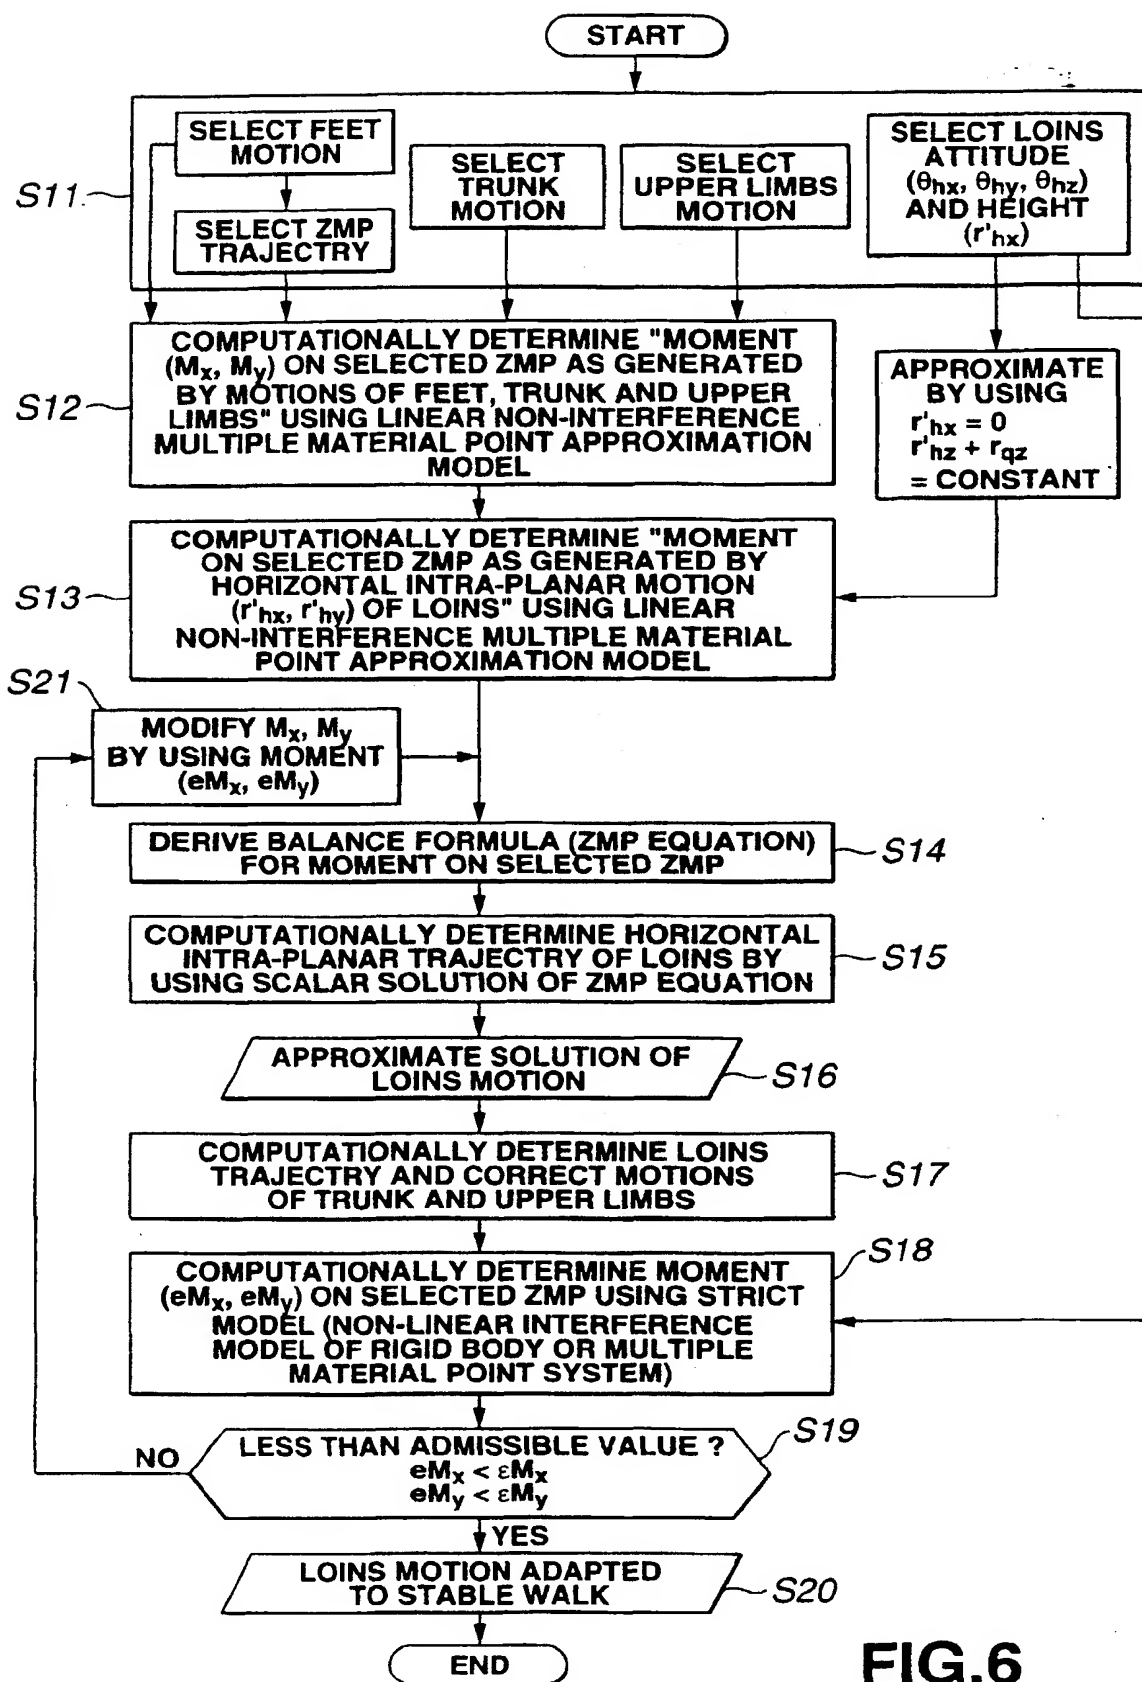 START
SELECT FEET
MOTION
SELECT ZMP
TRAJECTRY
SELECT
TRUNK
MOTION
SELECT
UPPER LIMBS
MOTION
SELECT LOINS
ATTITUDE
(θhx, θhy, θhz)
AND HEIGHT
(r'hx)
S11
COMPUTATIONALLY DETERMINE "MOMENT
(Mx, My) ON SELECTED ZMP AS GENERATED
BY MOTIONS OF FEET, TRUNK AND UPPER
LIMBS" USING LINEAR NON-INTERFERENCE
MULTIPLE MATERIAL POINT APPROXIMATION
MODEL
S12
APPROXIMATE
BY USING
r'hx = 0
r'hz + rqz
= CONSTANT
COMPUTATIONALLY DETERMINE "MOMENT
ON SELECTED ZMP AS GENERATED BY
HORIZONTAL INTRA-PLANAR MOTION
(r'hx, r'hy) OF LOINS" USING LINEAR
NON-INTERFERENCE MULTIPLE MATERIAL
POINT APPROXIMATION MODEL
S13
S21
MODIFY Mx, My
BY USING MOMENT
(eMx, eMy)
DERIVE BALANCE FORMULA (ZMP EQUATION)
FOR MOMENT ON SELECTED ZMP
S14
COMPUTATIONALLY DETERMINE HORIZONTAL
INTRA-PLANAR TRAJECTRY OF LOINS BY
USING SCALAR SOLUTION OF ZMP EQUATION
S15
APPROXIMATE SOLUTION OF
LOINS MOTION
S16
COMPUTATIONALLY DETERMINE LOINS
TRAJECTRY AND CORRECT MOTIONS
OF TRUNK AND UPPER LIMBS
S17
COMPUTATIONALLY DETERMINE MOMENT
(eMx, eMy) ON SELECTED ZMP USING STRICT
MODEL (NON-LINEAR INTERFERENCE
MODEL OF RIGID BODY OR MULTIPLE
MATERIAL POINT SYSTEM)
S18
LESS THAN ADMISSIBLE VALUE ?
eMx < εMx
eMy < εMy
S19
NO
YES
LOINS MOTION ADAPTED
TO STABLE WALK
S20
END
FIG.6